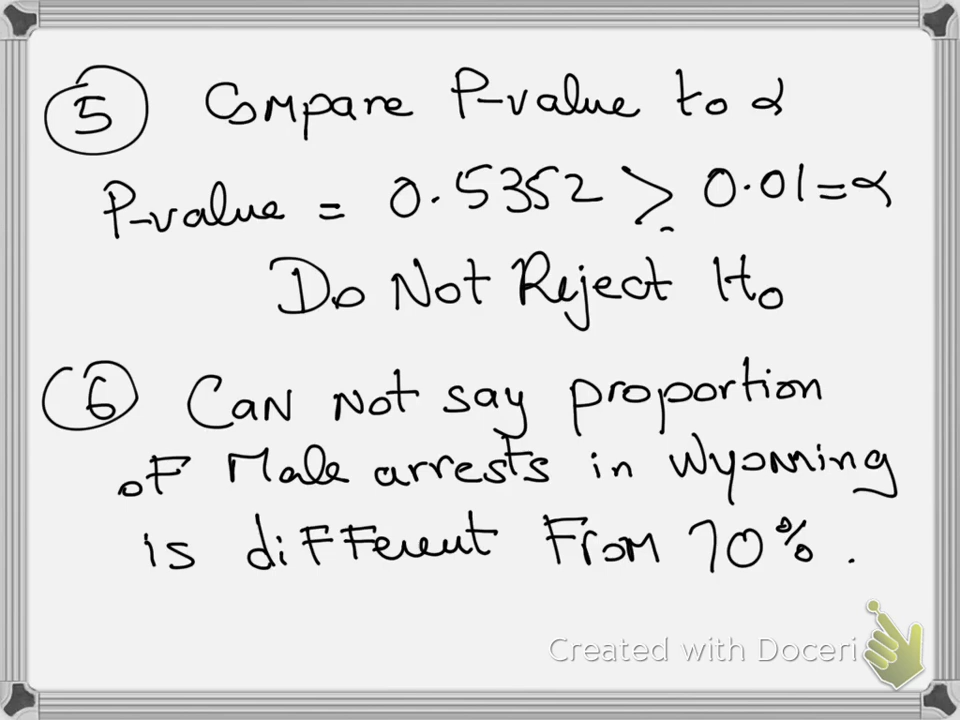 5 Compare P-value to α
P-value = 0.5352 > 0.01 = α
Do Not Reject H0
6 Can not say proportion
of Male arrests in Wyoming
is different From 70%.
Created with Doceri